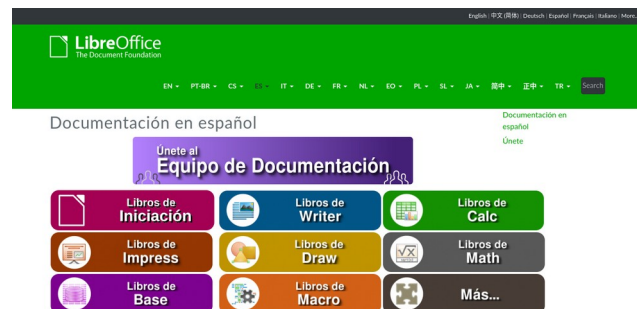 English | 中文 (简体) | Deutsch | Español | Français | Italiano | More..
LibreOffice
The Document Foundation
EN PT-BR CS ES IT DE FR NL EO PL SL JA 简中 正中 TR Search
Documentación en español
Documentación en
español
Únete
Únete al
Equipo de Documentación
Libros de
Iniciación
Libros de
Writer
Libros de
Calc
Libros de
Impress
Libros de
Draw
Libros de
Math
Libros de
Base
Libros de
Macro
Más...